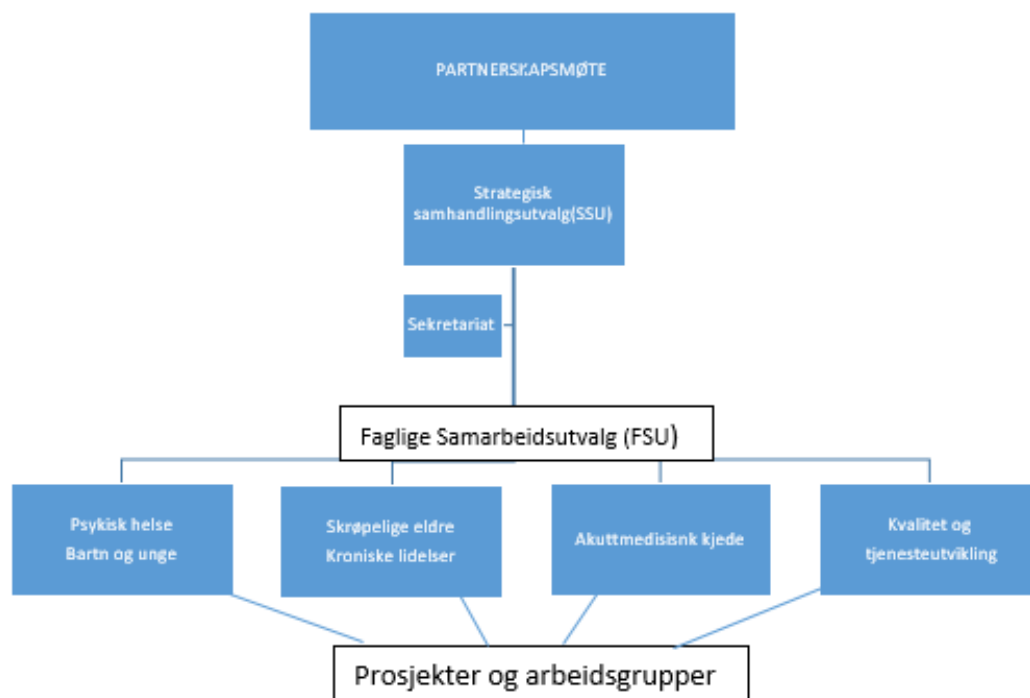 PARTNERSKAPSMØTE
Strategisk
samhandlingsutvalg(SSU)
Sekretariat
Faglige Samarbeidsutvalg (FSU)
Psykisk helse
Bartn og unge
Skrøpelige eldre
Kroniske lidelser
Akuttmedisisnk kjede
Kvalitet og
tjenesteutvikling
Prosjekter og arbeidsgrupper